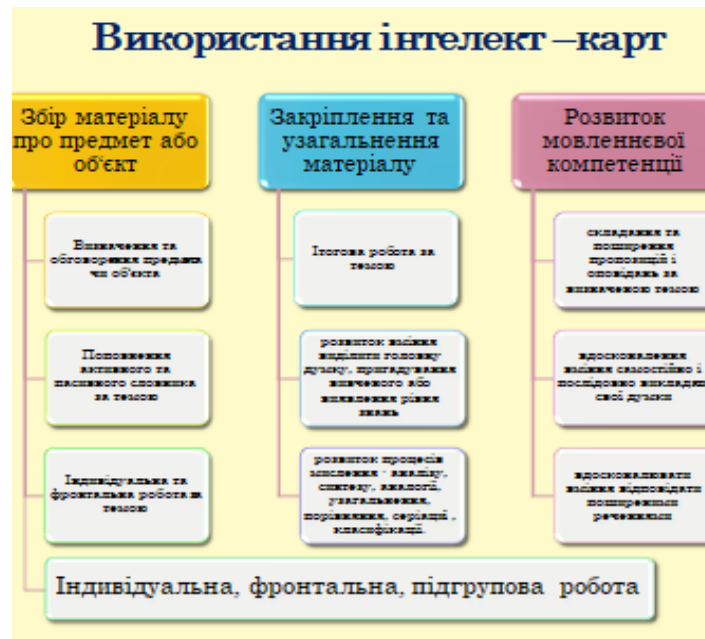 Використання інтелект –карт
Збір матеріалу
про предмет або
об'єкт
Визначення та
обговорення предмета
чи об'єкта
Поповнення
активного та
пасивного словника
за темою
Індивідуальна та
фронтальна робота за
темою
Закріплення та
узагальнення
матеріалу
Ітогова робота за
темою
розвиток вміння
виділити головну
думку, пригадування
вивченого або
виявлення рівня
знань
розвиток процесів
мислення - аналізу,
синтезу, аналогії,
узагальнення,
порівняння, серіації ,
класифікації.
Розвиток
мовленнєвої
компетенції
складання та
поширення
пропозицій і
оповідань за
визначеною темою
вдосконалення
вміння самостійно і
послідовно викладати
свої думки
вдосконалювати
вміння відповідати
поширеними
реченнями
Індивідуальна, фронтальна, підгрупова робота